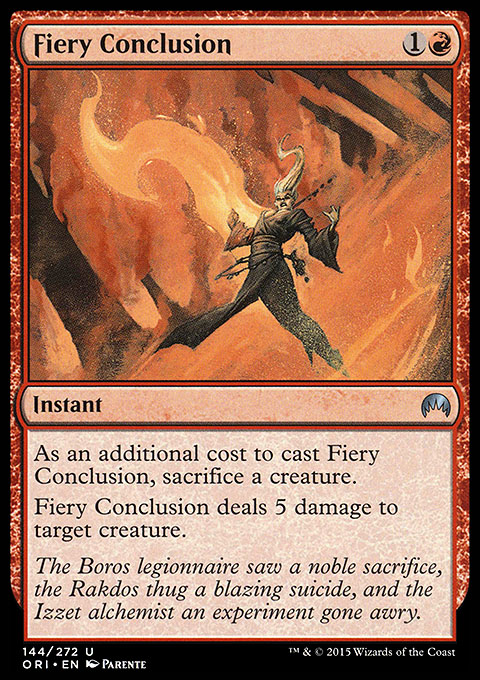 Fiery Conclusion 1
Instant
As an additional cost to cast Fiery
Conclusion, sacrifice a creature.
Fiery Conclusion deals 5 damage to
target creature.
The Boros legionnaire saw a noble sacrifice,
the Rakdos thug a blazing suicide, and the
Izzet alchemist an experiment gone awry.
144/272 U
ORI • EN PARENTE
™ & © 2015 Wizards of the Coast